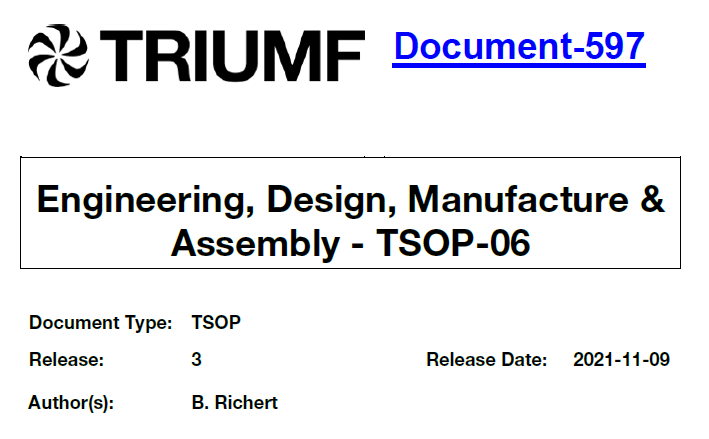 TRIUMF Document-597
Engineering, Design, Manufacture &
Assembly - TSOP-06
Document Type: TSOP
Release: 3 Release Date: 2021-11-09
Author(s): B. Richert